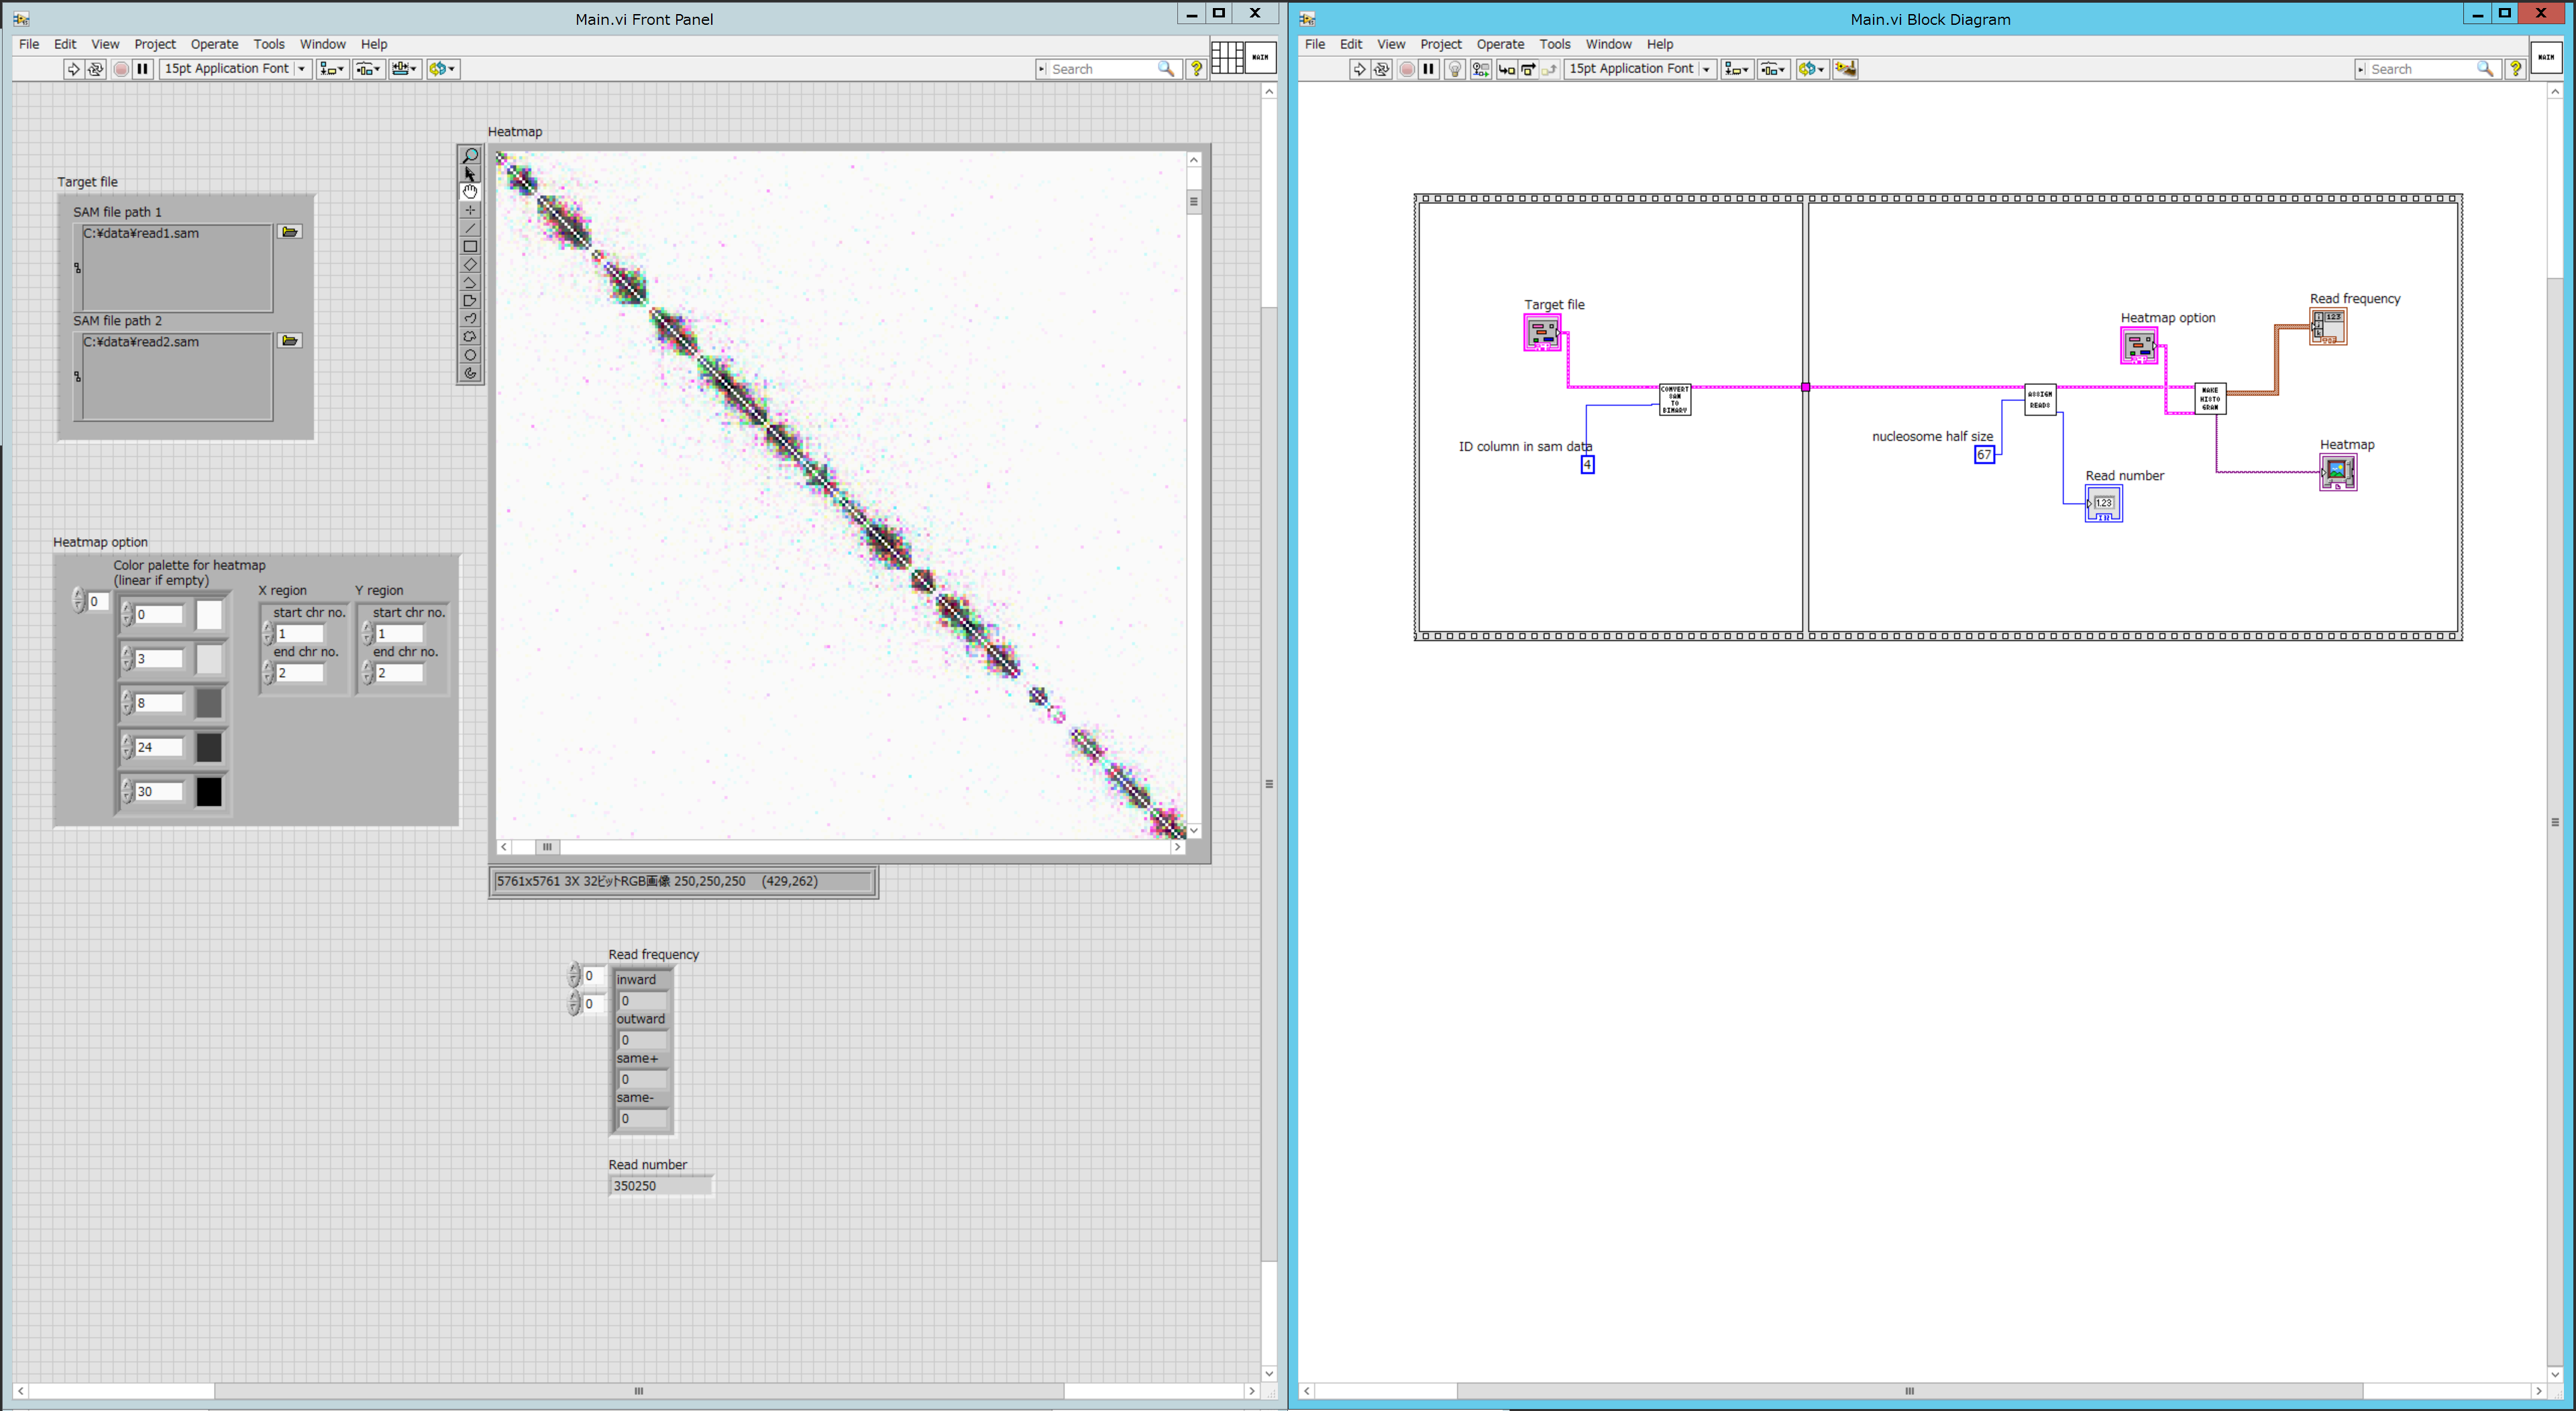 Main.vi Front Panel
File Edit View Project Operate Tools Window Help
15pt Application Font
Search
?
MAIN
Target file
SAM file path 1
C:¥data¥read1.sam
SAM file path 2
C:¥data¥read2.sam
Heatmap option
Color palette for heatmap
(linear if empty)
0
0
3
8
24
30
X region
start chr no.
1
end chr no.
2
Y region
start chr no.
1
end chr no.
2
Heatmap
5761x5761 3X 32ビットRGB画像 250,250,250 (429,262)
Read frequency
0
0
inward
0
outward
0
same+
0
same-
0
Read number
350250
Main.vi Block Diagram
File Edit View Project Operate Tools Window Help
15pt Application Font
Search
?
MAIN
Target file
CONVERT
SAM
TO
BINARY
ID column in sam data
4
nucleosome half size
67
ASSIGN
READS
Read number
1.23
Heatmap option
MAKE
HISTO
GRAM
Read frequency
123
Heatmap